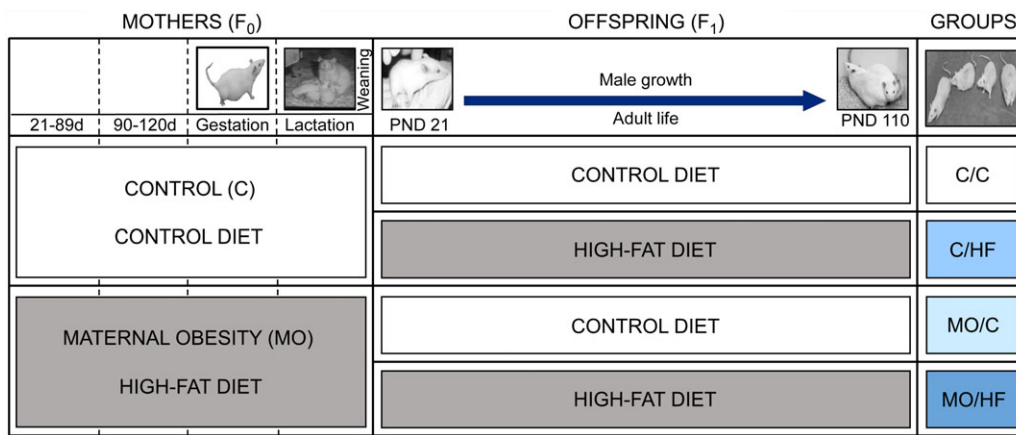 MOTHERS (F0)
OFFSPRING (F1)
GROUPS
Weaning
Male growth
Adult life
21-89d
90-120d
Gestation
Lactation
PND 21
PND 110
CONTROL (C)
CONTROL DIET
CONTROL DIET
C/C
HIGH-FAT DIET
C/HF
MATERNAL OBESITY (MO)
HIGH-FAT DIET
CONTROL DIET
MO/C
HIGH-FAT DIET
MO/HF